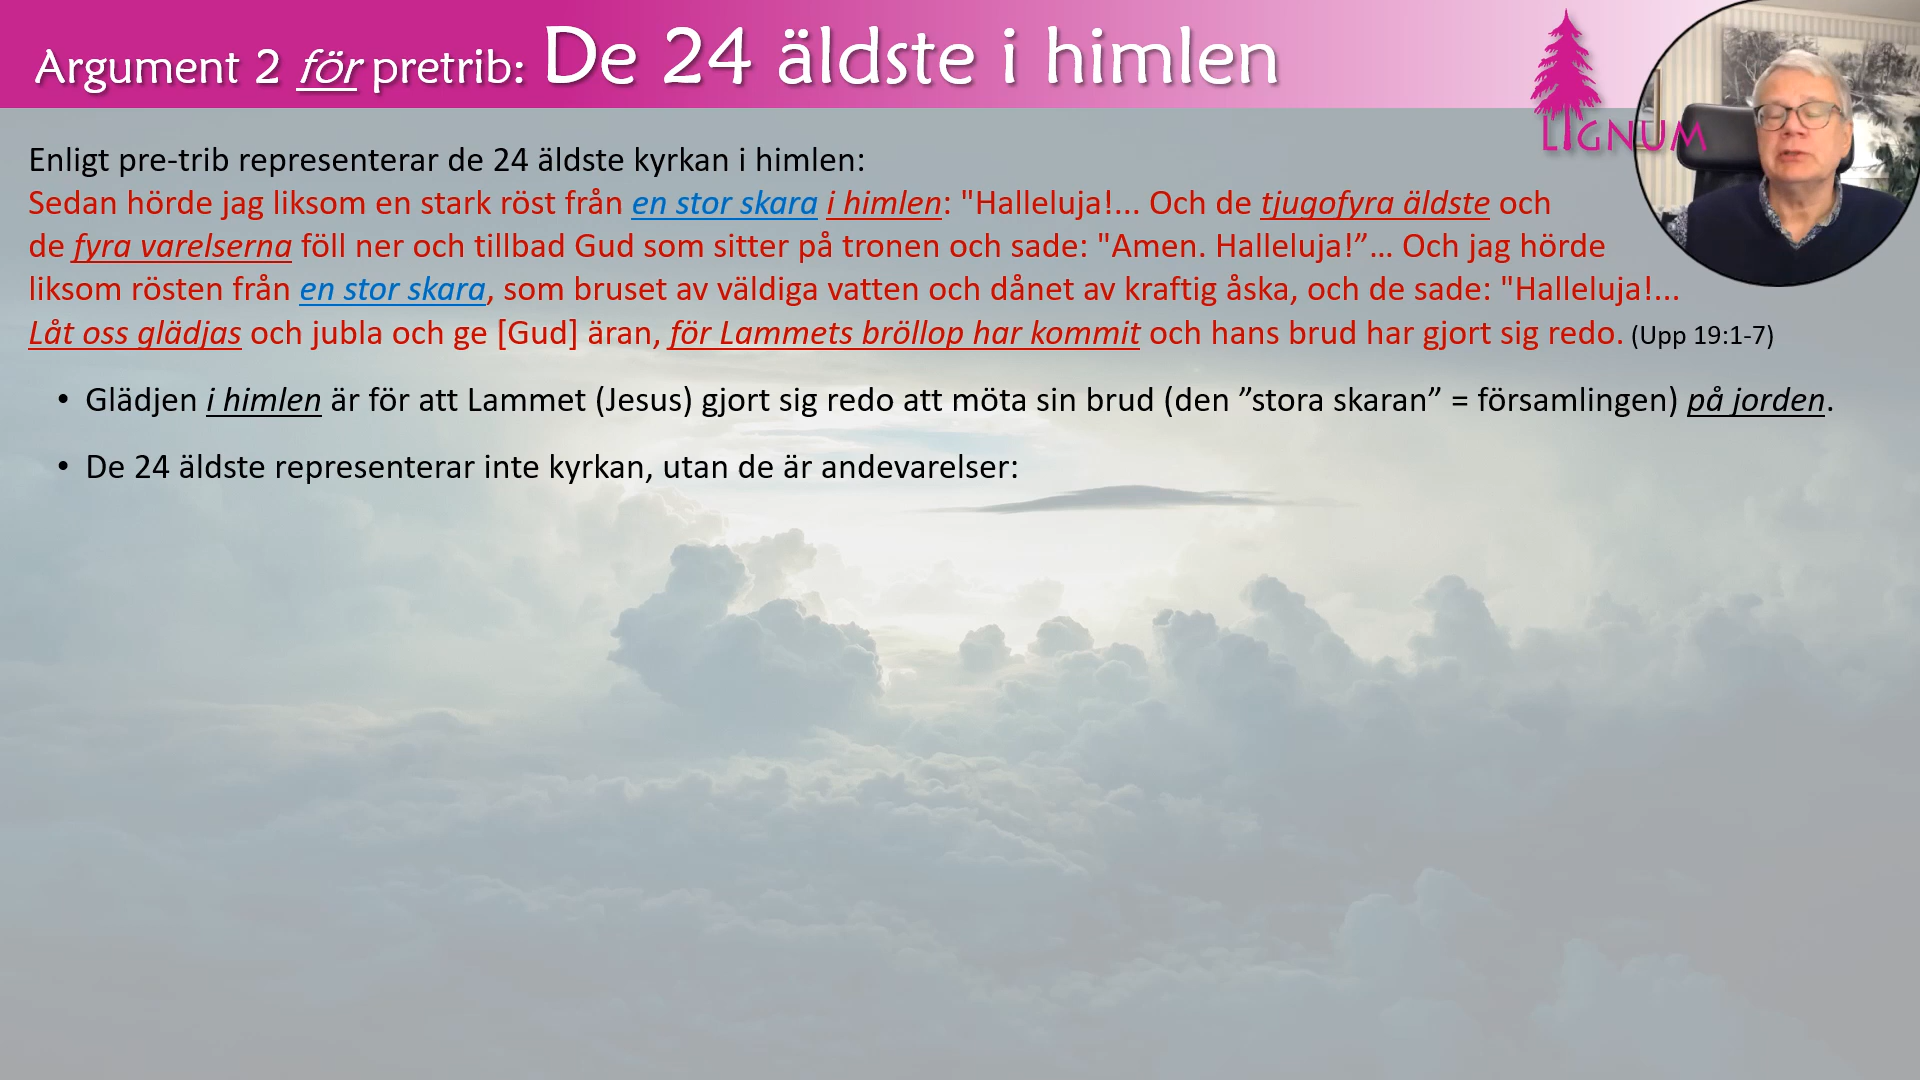 Argument 2 för pretrib: De 24 äldste i himlen
LIGNUM
Enligt pre-trib representerar de 24 äldste kyrkan i himlen:
Sedan hörde jag liksom en stark röst från en stor skara i himlen: "Halleluja!... Och de tjugofyra äldste och
de fyra varelserna föll ner och tillbad Gud som sitter på tronen och sade: "Amen. Halleluja!”… Och jag hörde
liksom rösten från en stor skara, som bruset av väldiga vatten och dånet av kraftig åska, och de sade: "Halleluja!...
Låt oss glädjas och jubla och ge [Gud] äran, för Lammets bröllop har kommit och hans brud har gjort sig redo. (Upp 19:1-7)
• Glädjen i himlen är för att Lammet (Jesus) gjort sig redo att möta sin brud (den ”stora skaran” = församlingen) på jorden.
• De 24 äldste representerar inte kyrkan, utan de är andevarelser: